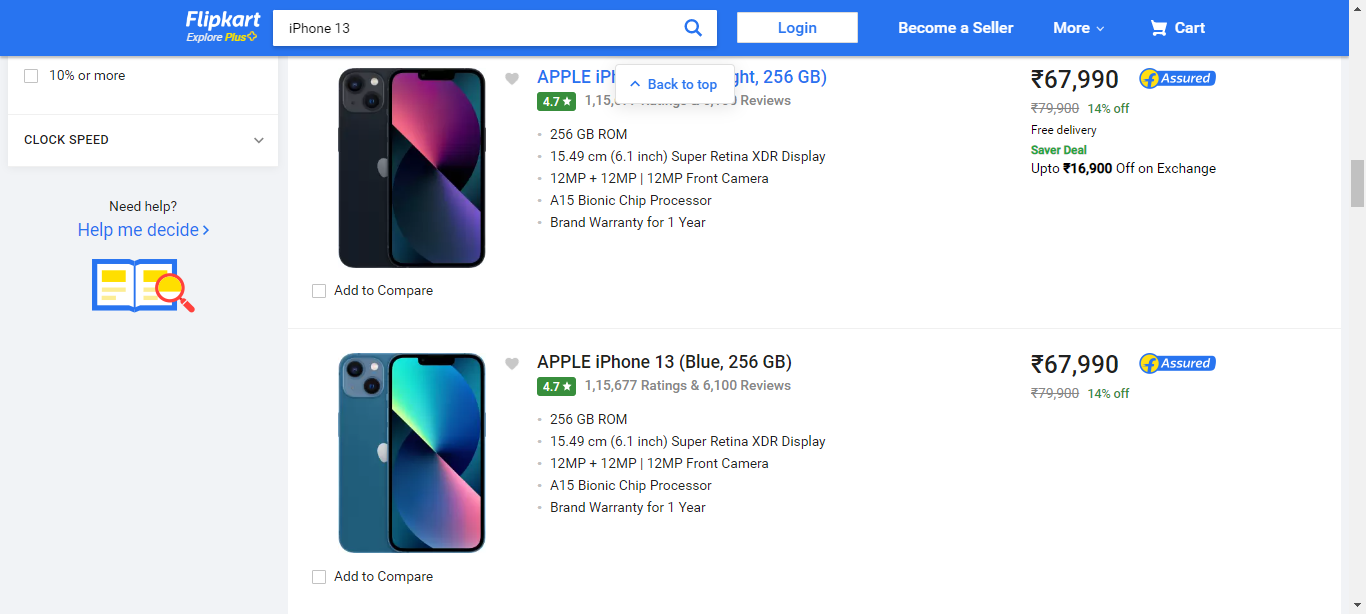 Flipkart
Explore Plus
iPhone 13
Login
Become a Seller
More
Cart
10% or more
CLOCK SPEED
Need help?
Help me decide
Back to top
APPLE ght, 256 GB)
4.7 ★ 1,15, Reviews
256 GB ROM
15.49 cm (6.1 inch) Super Retina XDR Display
12MP + 12MP | 12MP Front Camera
A15 Bionic Chip Processor
Brand Warranty for 1 Year
Add to Compare
₹67,990
Assured
₹79,900 14% off
Free delivery
Saver Deal
Upto ₹16,900 Off on Exchange
APPLE iPhone 13 (Blue, 256 GB)
4.7 ★ 1,15,677 Ratings & 6,100 Reviews
256 GB ROM
15.49 cm (6.1 inch) Super Retina XDR Display
12MP + 12MP | 12MP Front Camera
A15 Bionic Chip Processor
Brand Warranty for 1 Year
Add to Compare
₹67,990
Assured
₹79,900 14% off